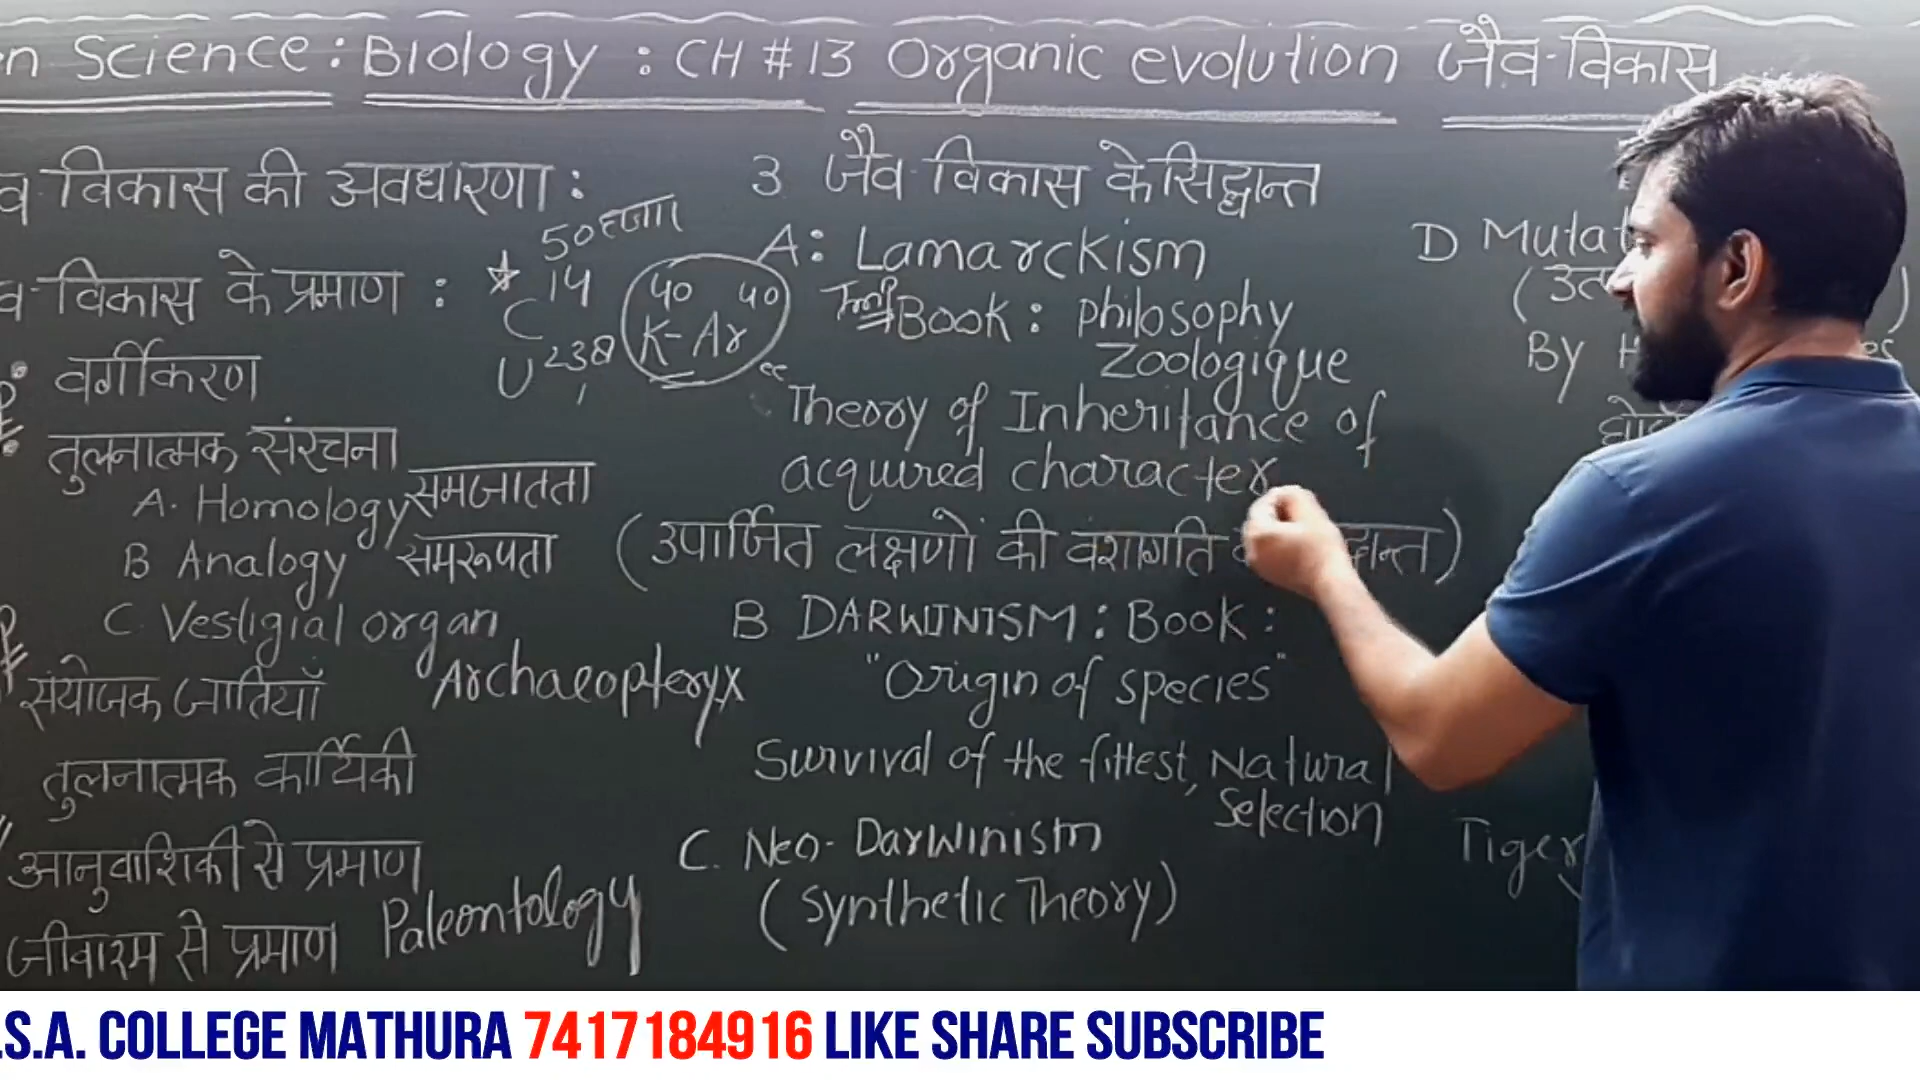 n Science : Biology : CH # 13 Organic evolution जैव-विकास
व-विकास की अवधारणा :
व-विकास के प्रमाण :
वर्गीकरण
तुलनात्मक संरचना
A. Homology समजातता
B Analogy समरूपता
C. Vestigial organ
संयोजक जातियाँ Archaeopteryx
तुलनात्मक कार्यिकी
आनुवाशिकी से प्रमाण
जीवाश्म से प्रमाण Paleontology
50 हजार
C 14
U 238
40 40
K-Ar
3 जैव-विकास के सिद्धान्त
A: Lamarckism
Book: Philosophy
Zoologique
"Theory of Inheritance of
acquired character
(उपार्जित लक्षणों की वंशागति
B DARWINISM : Book :
"Origin of species"
Survival of the fittest, Natural
Selection
C. Neo-Darwinism
(Synthetic Theory)
D Mutat
(उत
By H
Tiger
.S.A. COLLEGE MATHURA 7417184916 LIKE SHARE SUBSCRIBE